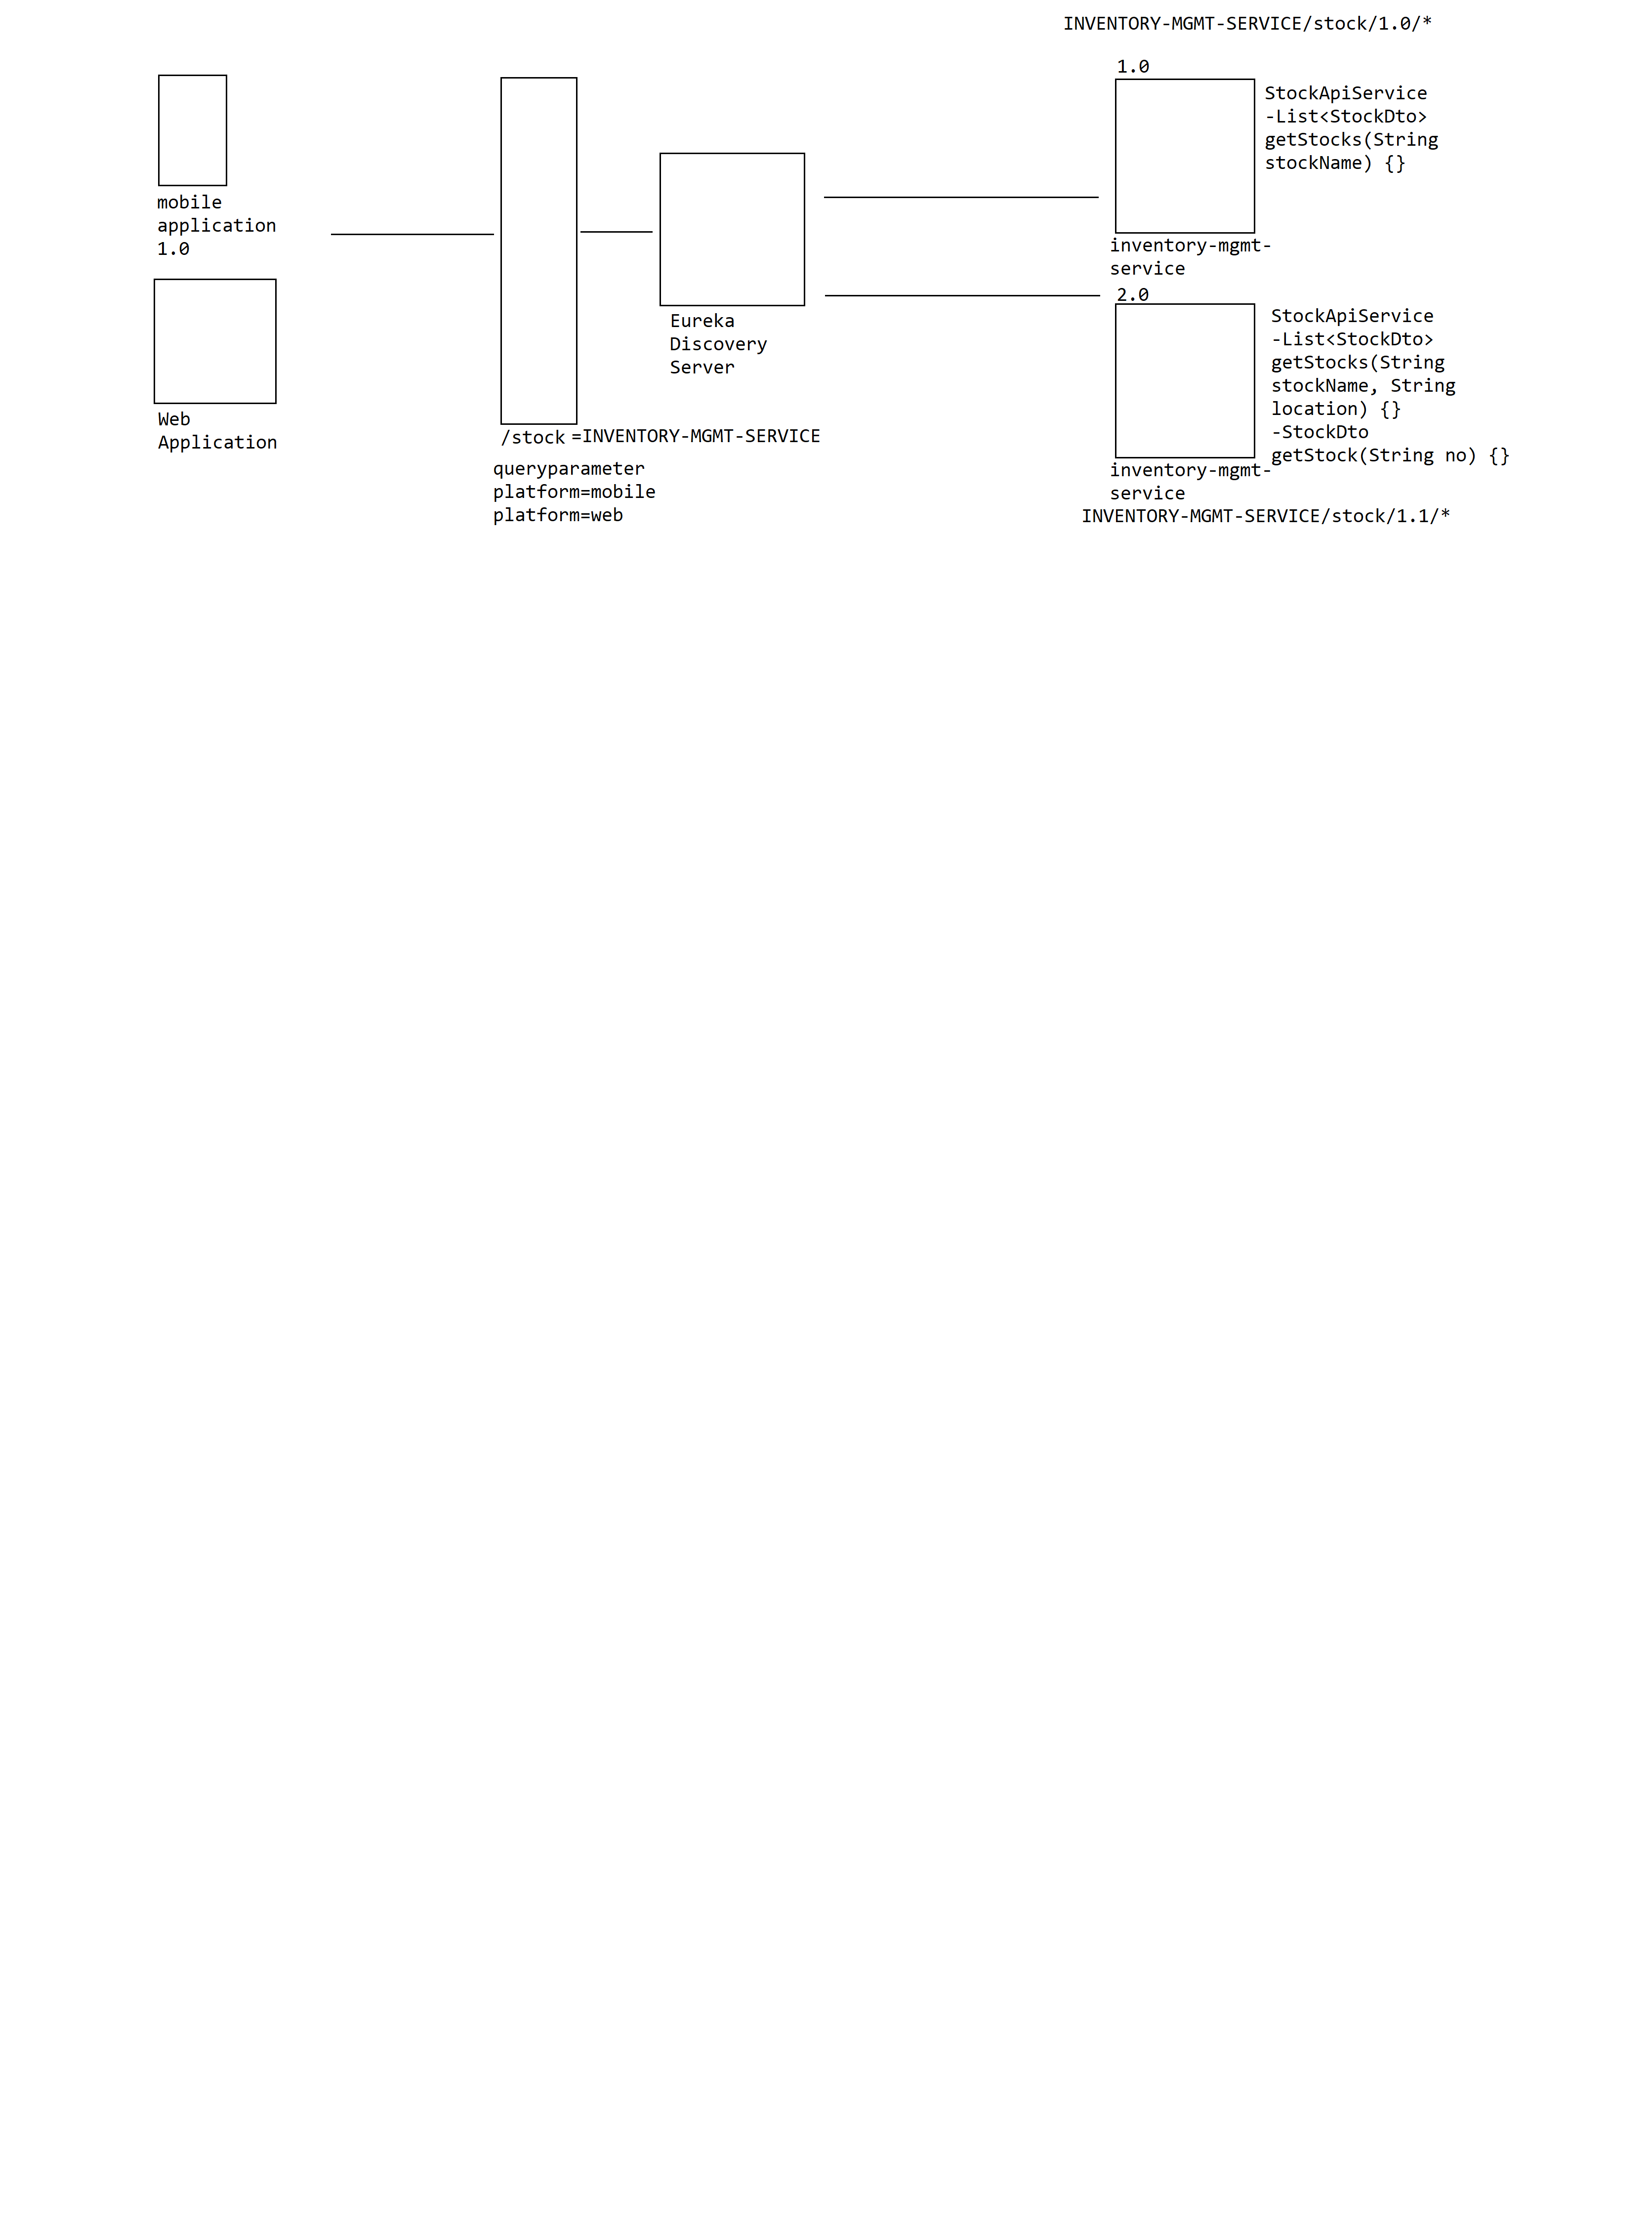 INVENTORY-MGMT-SERVICE/stock/1.0/*
1.0
StockApiService
-List<StockDto>
getStocks(String
stockName) {}
mobile
application
1.0
inventory-mgmt-
service
2.0
StockApiService
-List<StockDto>
getStocks(String
stockName, String
location) {}
-StockDto
getStock(String no) {}
Eureka
Discovery
Server
Web
Application
/stock =INVENTORY-MGMT-SERVICE
queryparameter
platform=mobile
platform=web
inventory-mgmt-
service
INVENTORY-MGMT-SERVICE/stock/1.1/*